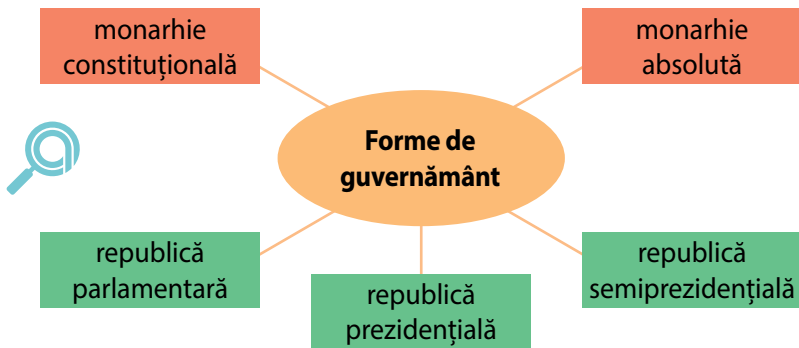 monarhie
constituțională
monarhie
absolută
Forme de
guvernământ
republică
parlamentară
republică
prezidențială
republică
semiprezidențială